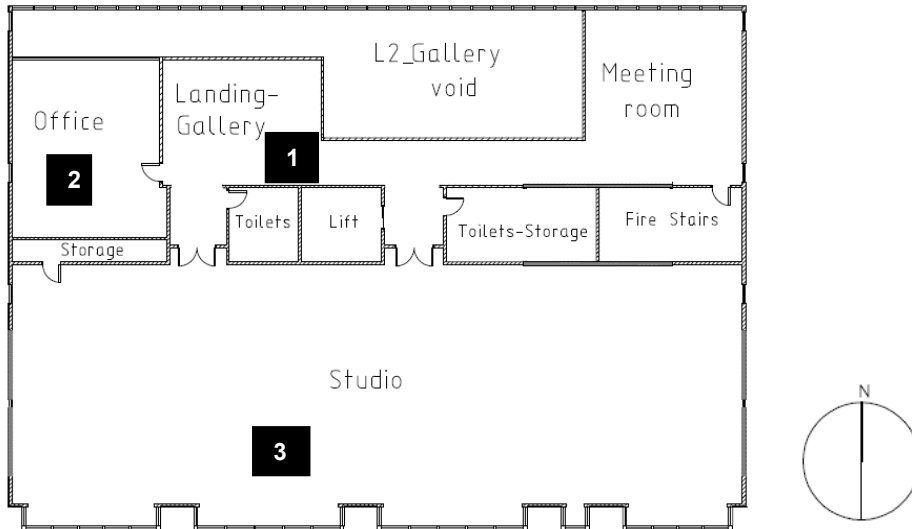 L2_Gallery
void
Meeting
room
Landing-
Gallery
Office
1
2
Toilets
Lift
Toilets-Storage
Fire Stairs
Storage
Studio
N
3